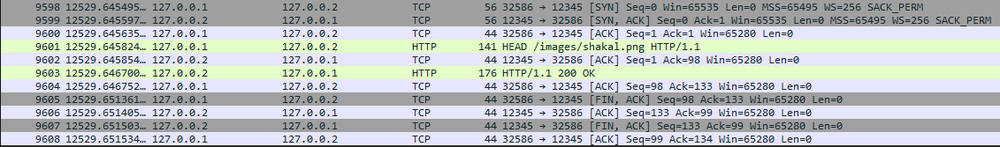 9598 12529.645495… 127.0.0.1 127.0.0.2 TCP 56 32586 → 12345 [SYN] Seq=0 Win=65535 Len=0 MSS=65495 WS=256 SACK_PERM
9599 12529.645597… 127.0.0.2 127.0.0.1 TCP 56 12345 → 32586 [SYN, ACK] Seq=0 Ack=1 Win=65535 Len=0 MSS=65495 WS=256 SACK_PERM
9600 12529.645635… 127.0.0.1 127.0.0.2 TCP 44 32586 → 12345 [ACK] Seq=1 Ack=1 Win=65280 Len=0
9601 12529.645824… 127.0.0.1 127.0.0.2 HTTP 141 HEAD /images/shakal.png HTTP/1.1
9602 12529.645854… 127.0.0.2 127.0.0.1 TCP 44 12345 → 32586 [ACK] Seq=1 Ack=98 Win=65280 Len=0
9603 12529.646700… 127.0.0.2 127.0.0.1 HTTP 176 HTTP/1.1 200 OK
9604 12529.646752… 127.0.0.1 127.0.0.2 TCP 44 32586 → 12345 [ACK] Seq=98 Ack=133 Win=65280 Len=0
9605 12529.651361… 127.0.0.1 127.0.0.2 TCP 44 32586 → 12345 [FIN, ACK] Seq=98 Ack=133 Win=65280 Len=0
9606 12529.651405… 127.0.0.2 127.0.0.1 TCP 44 12345 → 32586 [ACK] Seq=133 Ack=99 Win=65280 Len=0
9607 12529.651503… 127.0.0.2 127.0.0.1 TCP 44 12345 → 32586 [FIN, ACK] Seq=133 Ack=99 Win=65280 Len=0
9608 12529.651534… 127.0.0.1 127.0.0.2 TCP 44 32586 → 12345 [ACK] Seq=99 Ack=134 Win=65280 Len=0